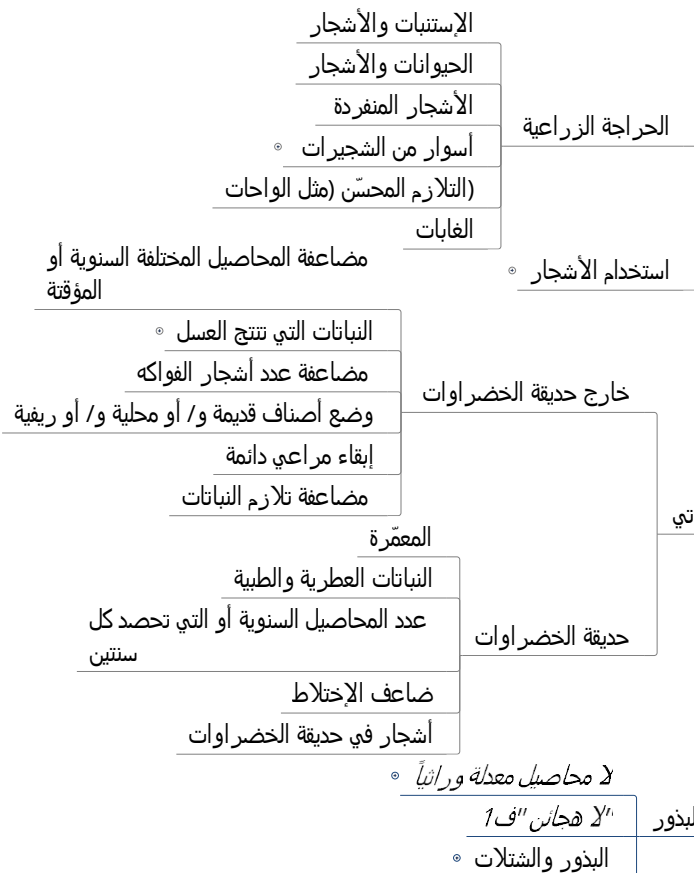 الإستنبات والأشجار
الحيوانات والأشجار
الحراجة الزراعية
الأشجار المنفردة
أسوار من الشجيرات
(التلازم المحسّن (مثل الواحات
الغابات
استخدام الأشجار
مضاعفة المحاصيل المختلفة السنوية أو
المؤقتة
النباتات التي تنتج العسل
مضاعفة عدد أشجار الفواكه
خارج حديقة الخضراوات
وضع أصناف قديمة و/ أو محلية و/ أو ريفية
إبقاء مراعي دائمة
مضاعفة تلازم النباتات
المعمّرة
النباتات العطرية والطبية
حديقة الخضراوات
عدد المحاصيل السنوية أو التي تحصد كل
سنتين
ضاعف الإختلاط
أشجار في حديقة الخضراوات
لا محاصيل معدلة وراثياً
"لا هجائن "ف1
البذور والشتلات